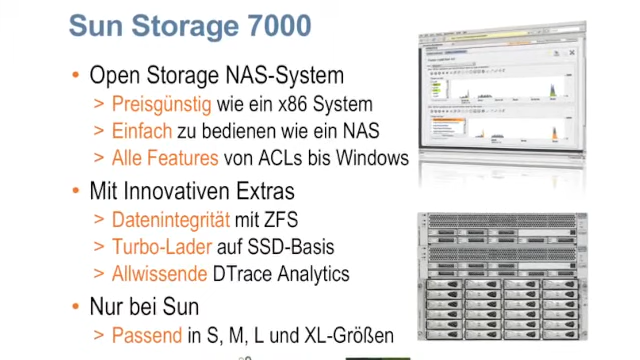 Sun Storage 7000
• Open Storage NAS-System
> Preisgünstig wie ein x86 System
> Einfach zu bedienen wie ein NAS
> Alle Features von ACLs bis Windows
• Mit Innovativen Extras
> Datenintegrität mit ZFS
> Turbo-Lader auf SSD-Basis
> Allwissende DTrace Analytics
• Nur bei Sun
> Passend in S, M, L und XL-Größen